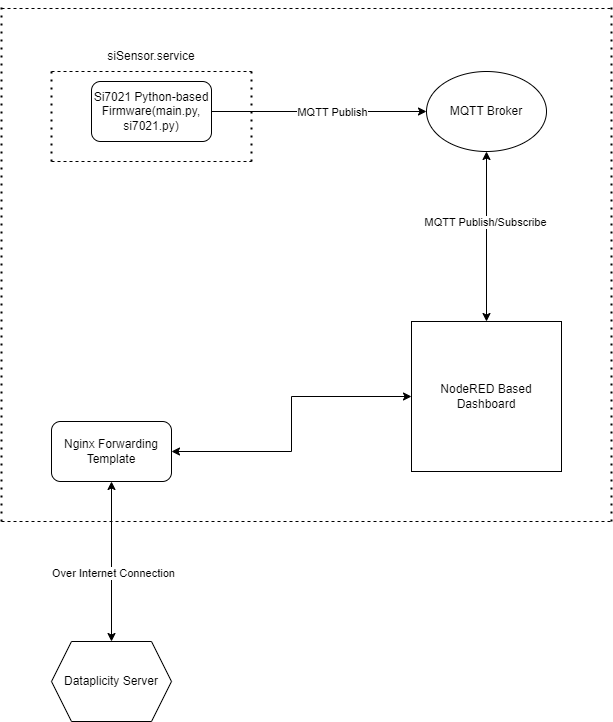 siSensor.service
Si7021 Python-based
Firmware(main.py,
si7021.py)
MQTT Publish
MQTT Broker
MQTT Publish/Subscribe
NodeRED Based
Dashboard
Nginx Forwarding
Template
Over Internet Connection
Dataplicity Server